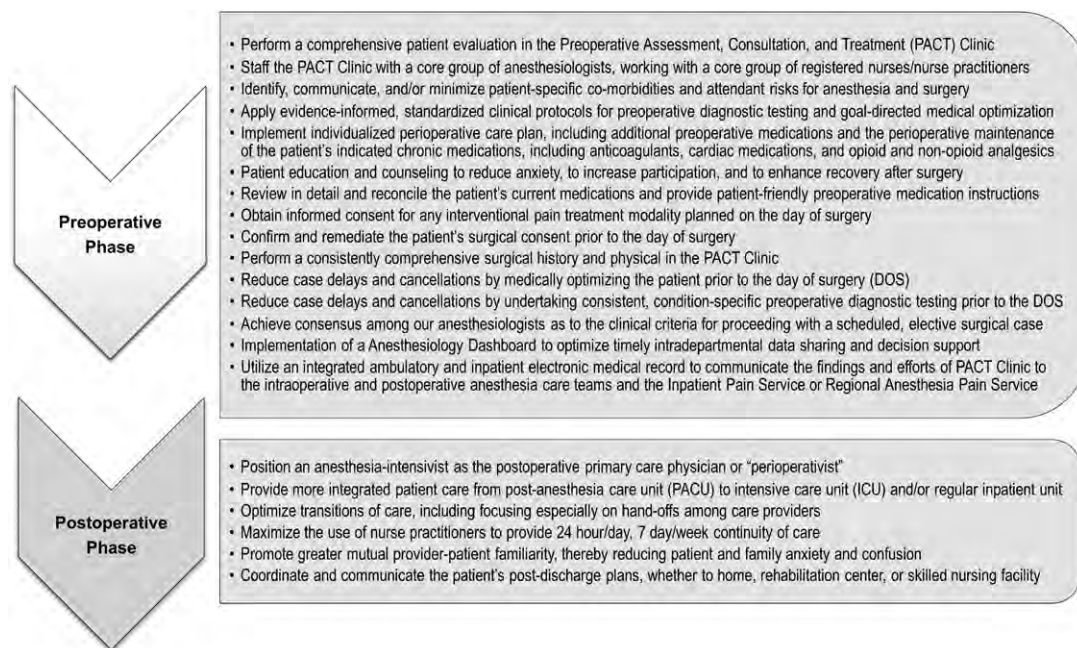 Preoperative
Phase
• Perform a comprehensive patient evaluation in the Preoperative Assessment, Consultation, and Treatment (PACT) Clinic
• Staff the PACT Clinic with a core group of anesthesiologists, working with a core group of registered nurses/nurse practitioners
• Identify, communicate, and/or minimize patient-specific co-morbidities and attendant risks for anesthesia and surgery
• Apply evidence-informed, standardized clinical protocols for preoperative diagnostic testing and goal-directed medical optimization
• Implement individualized perioperative care plan, including additional preoperative medications and the perioperative maintenance
of the patient's indicated chronic medications, including anticoagulants, cardiac medications, and opioid and non-opioid analgesics
• Patient education and counseling to reduce anxiety, to increase participation, and to enhance recovery after surgery
• Review in detail and reconcile the patient's current medications and provide patient-friendly preoperative medication instructions
• Obtain informed consent for any interventional pain treatment modality planned on the day of surgery
• Confirm and remediate the patient's surgical consent prior to the day of surgery
• Perform a consistently comprehensive surgical history and physical in the PACT Clinic
• Reduce case delays and cancellations by medically optimizing the patient prior to the day of surgery (DOS)
• Reduce case delays and cancellations by undertaking consistent, condition-specific preoperative diagnostic testing prior to the DOS
• Achieve consensus among our anesthesiologists as to the clinical criteria for proceeding with a scheduled, elective surgical case
• Implementation of a Anesthesiology Dashboard to optimize timely intradepartmental data sharing and decision support
• Utilize an integrated ambulatory and inpatient electronic medical record to communicate the findings and efforts of PACT Clinic to
the intraoperative and postoperative anesthesia care teams and the Inpatient Pain Service or Regional Anesthesia Pain Service
Postoperative
Phase
• Position an anesthesia-intensivist as the postoperative primary care physician or "perioperativist"
• Provide more integrated patient care from post-anesthesia care unit (PACU) to intensive care unit (ICU) and/or regular inpatient unit
• Optimize transitions of care, including focusing especially on hand-offs among care providers
• Maximize the use of nurse practitioners to provide 24 hour/day, 7 day/week continuity of care
• Promote greater mutual provider-patient familiarity, thereby reducing patient and family anxiety and confusion
• Coordinate and communicate the patient's post-discharge plans, whether to home, rehabilitation center, or skilled nursing facility